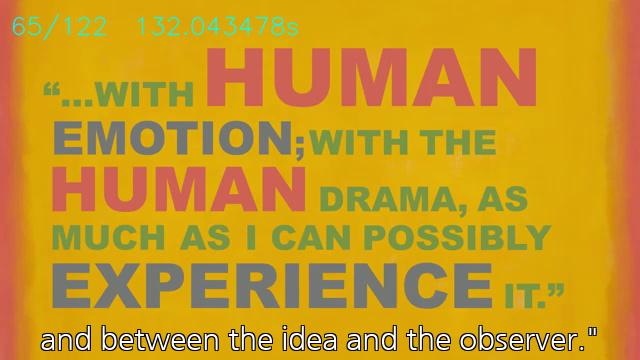 65/122 132.043478s
“...WITH HUMAN
EMOTION; WITH THE
HUMAN DRAMA, AS
MUCH AS I CAN POSSIBLY
EXPERIENCE IT.”
and between the idea and the observer."